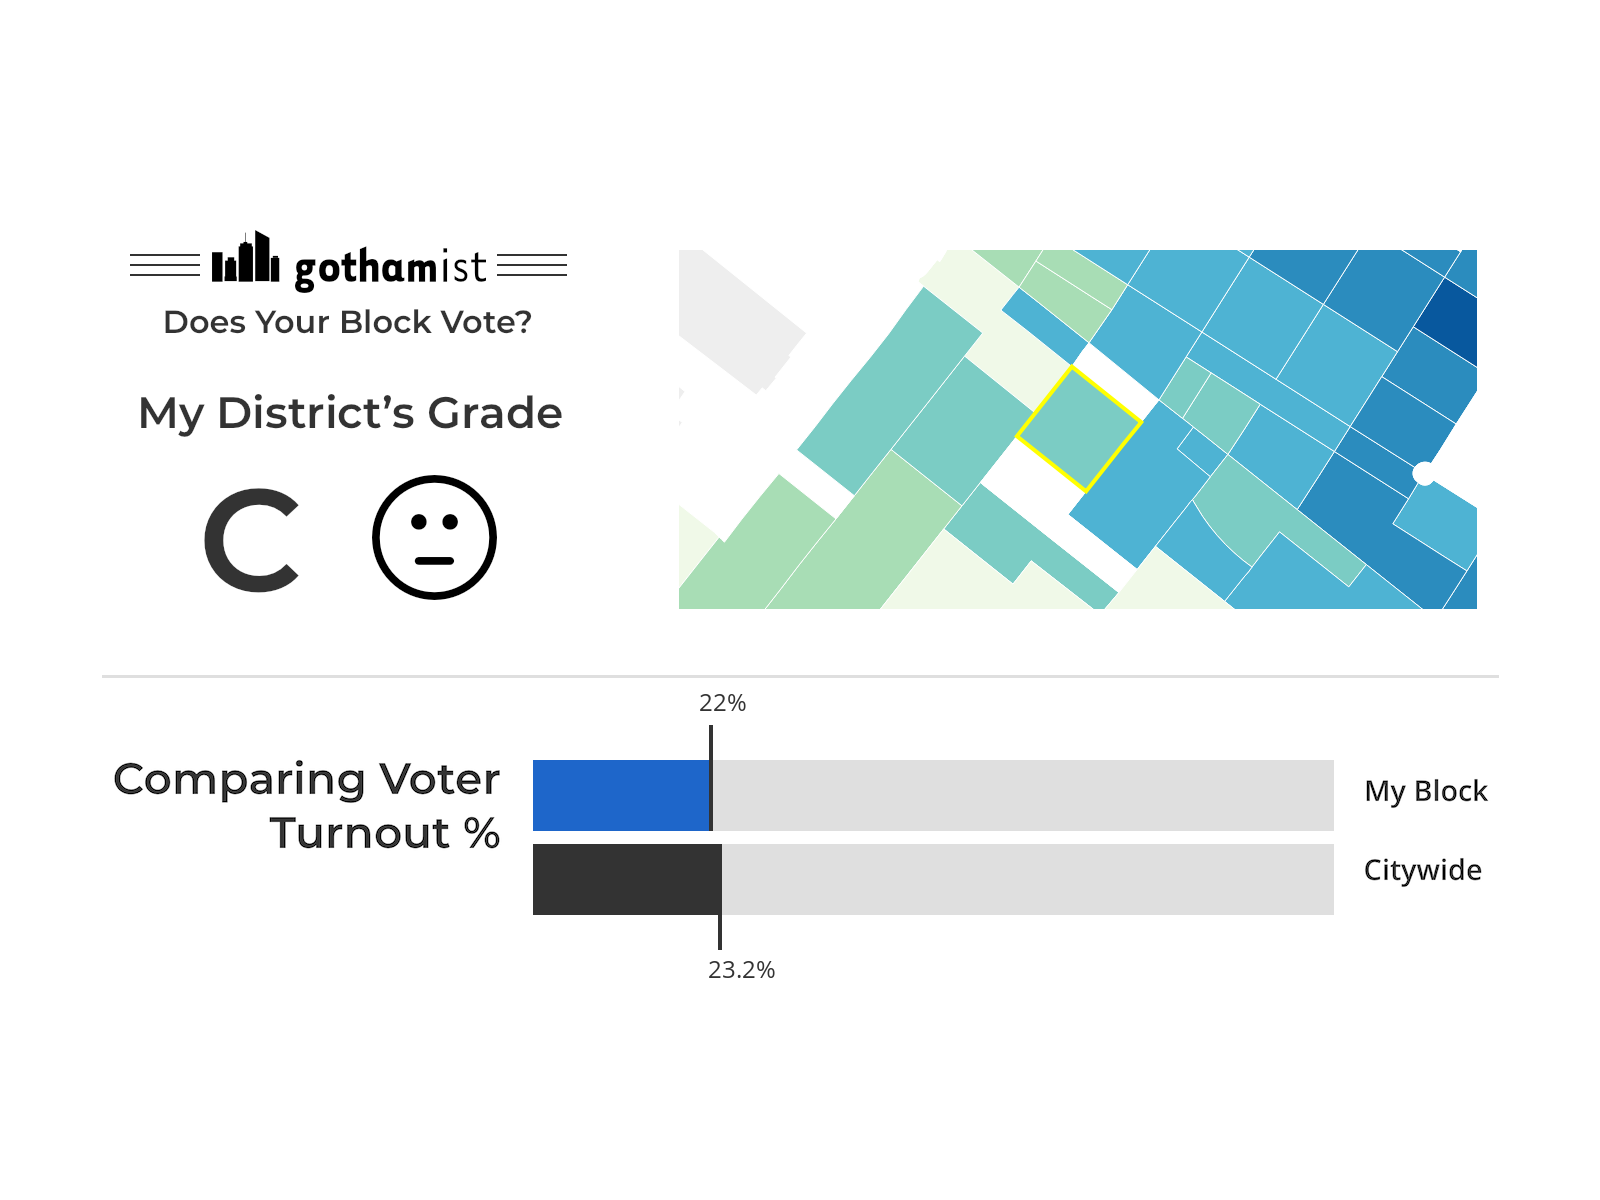 gothamist
Does Your Block Vote?
My District’s Grade
C
22%
Comparing Voter
Turnout %
My Block
Citywide
23.2%